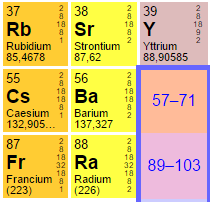 37 2 8 18 8 1
Rb
Rubidium
85,4678
38 2 8 18 8 2
Sr
Strontium
87,62
39 2 8 18 9 2
Y
Yttrium
88,90585
55 2 8 18 18 8 1
Cs
Caesium
132,905...
56 2 8 18 18 8 2
Ba
Barium
137,327
57–71
87 2 8 18 32 18 8 1
Fr
Francium
(223)
88 2 8 18 32 18 8 2
Ra
Radium
(226)
89–103